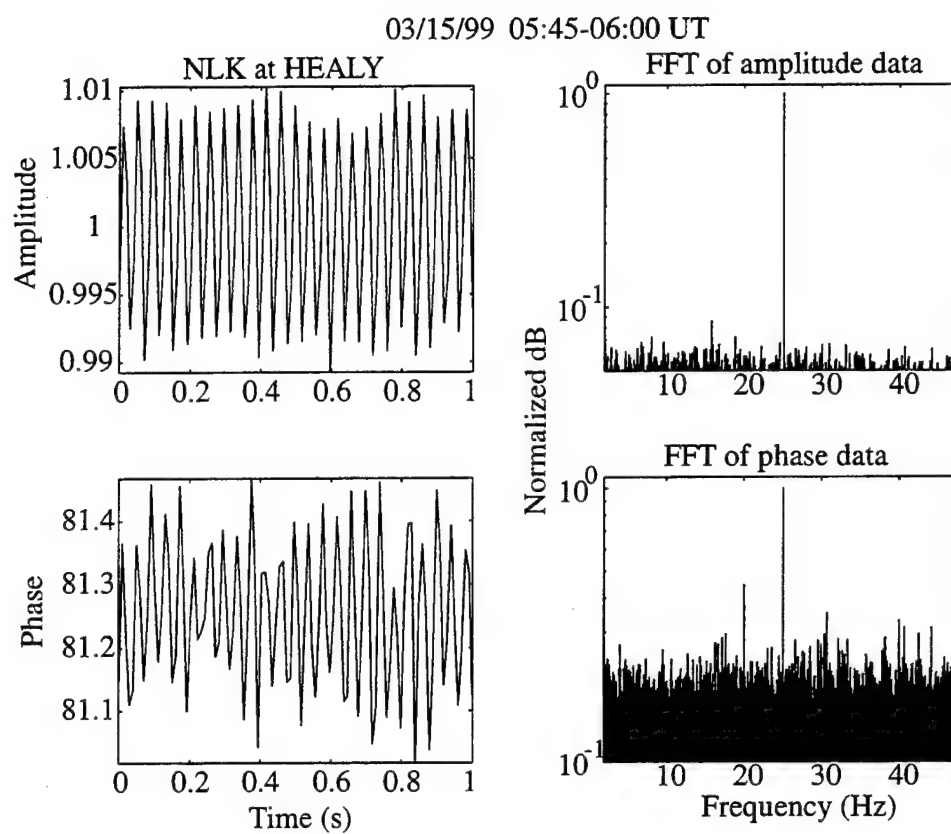 03/15/99 05:45-06:00 UT
NLK at HEALY
Amplitude
1.01
1.005
1
0.995
0.99
0 0.2 0.4 0.6 0.8 1
FFT of amplitude data
10^0
10^-1
10 20 30 40
Normalized dB
Phase
81.4
81.3
81.2
81.1
0 0.2 0.4 0.6 0.8 1
Time (s)
FFT of phase data
10^0
10^-1
10 20 30 40
Frequency (Hz)